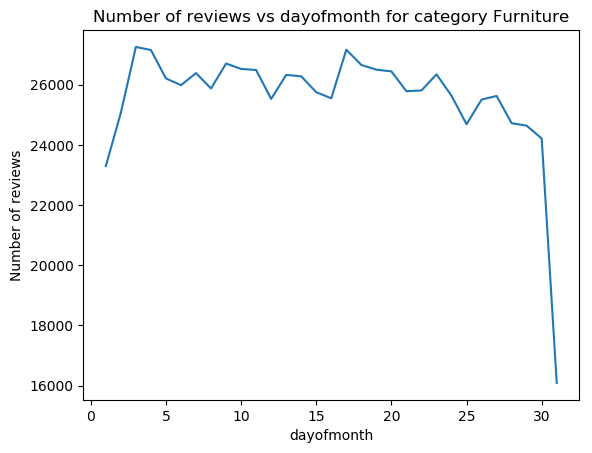 Number of reviews vs dayofmonth for category Furniture
Number of reviews
26000
24000
22000
20000
18000
16000
0 5 10 15 20 25 30
dayofmonth